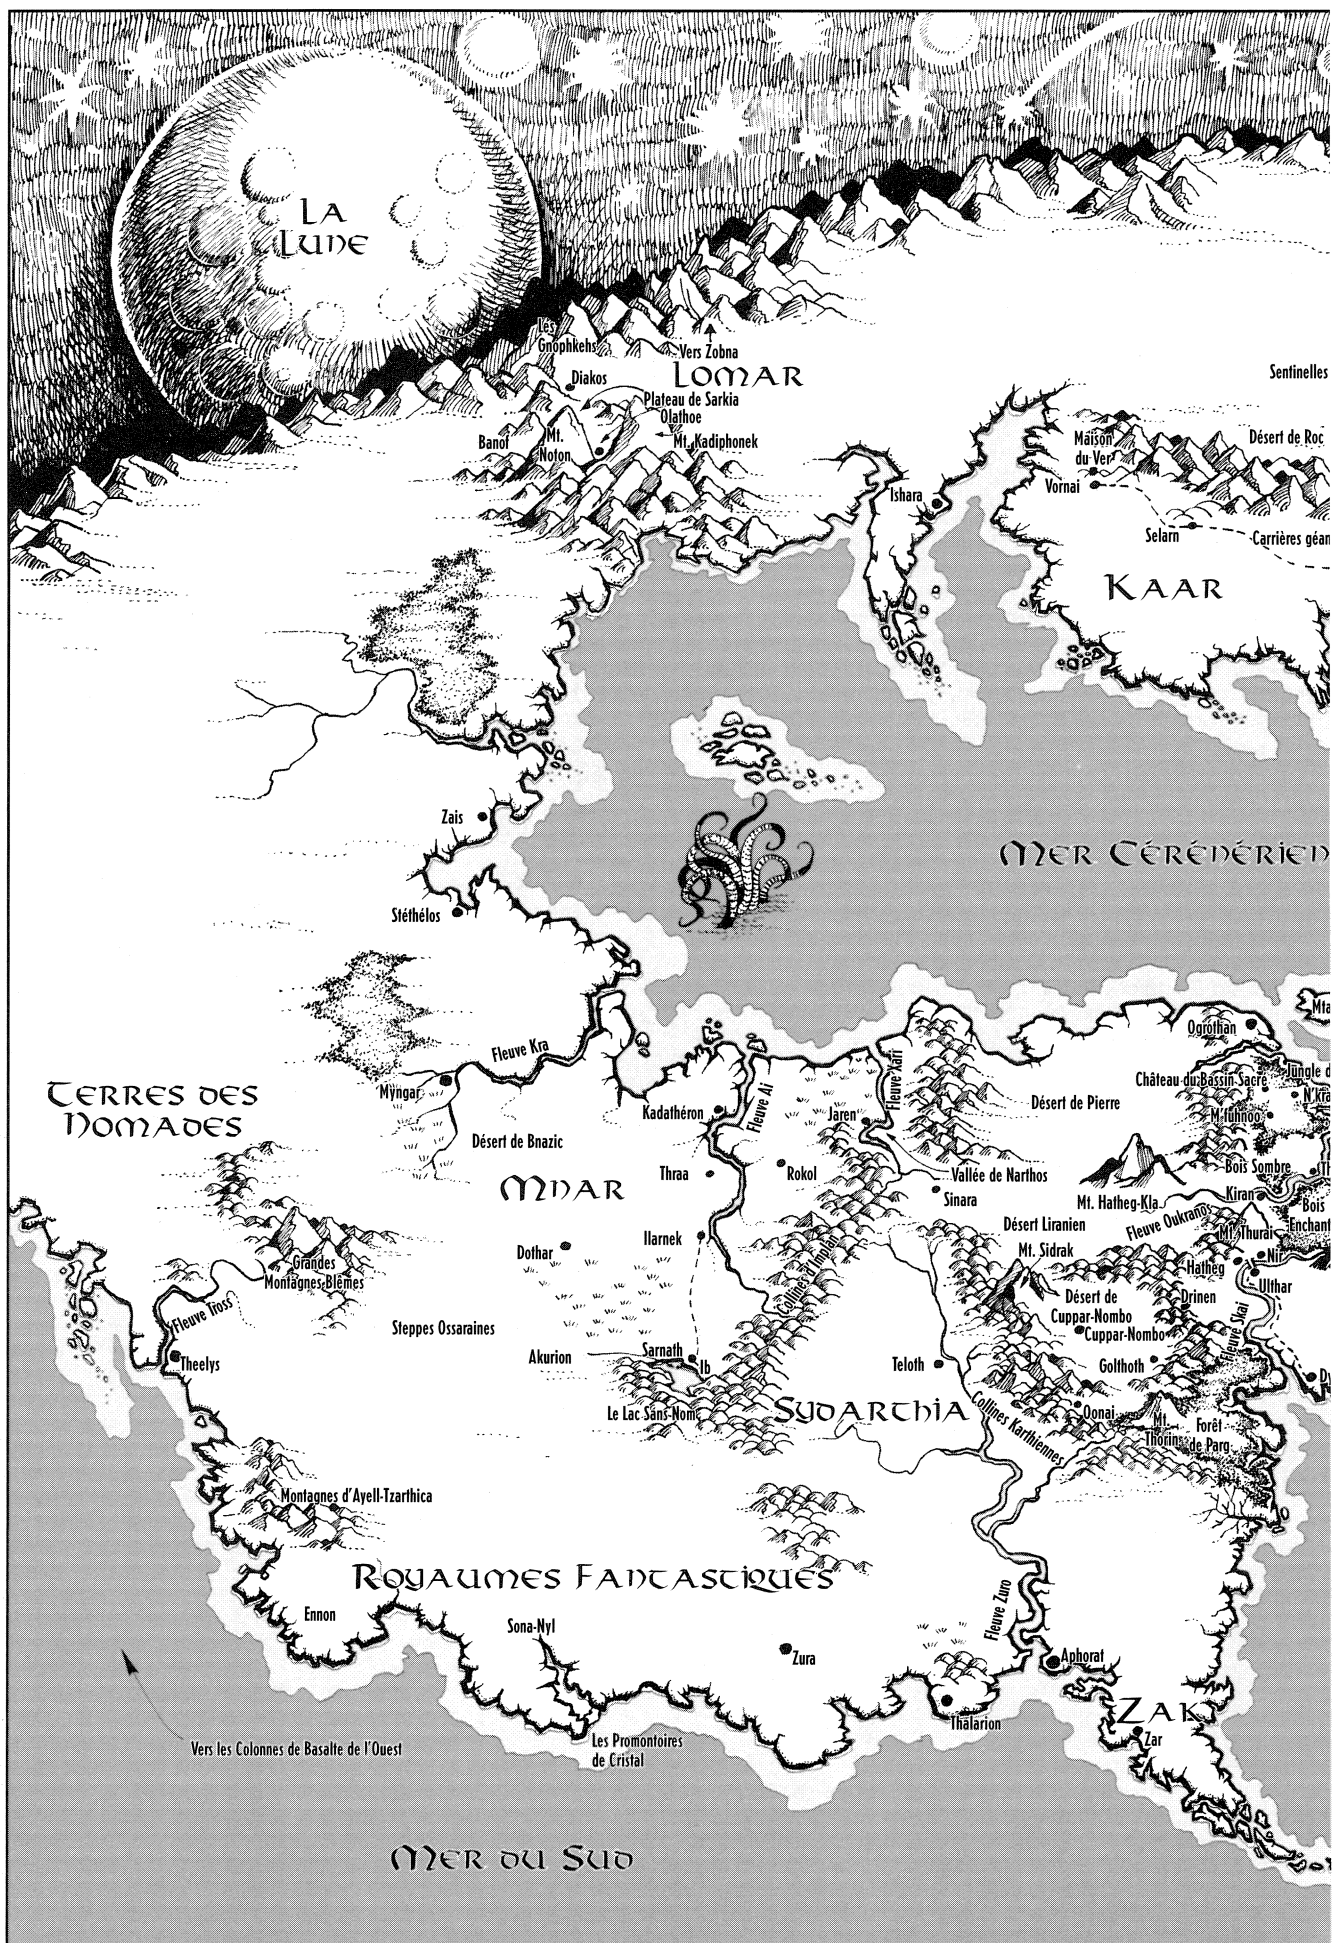 La
Lune
Les
Gnophkehs
Vers Zobna
Lomar
Diakos
Plateau de Sarkia
Olathoe
Banof
Mt.
Noton
Mt. Kadiphonek
Sentinelles
Maison
du Ver
Désert de Roc
Vornai
Ishara
Selarn
Carrières géan
Kaar
Zais
Mer Cérénérien
Stéthélos
Fleuve Kra
Myngar
Terres des
Nomades
Désert de Bnazic
Kadathéron
Fleuve Ai
Jaren
Fleuve Xari
Désert de Pierre
Ogrothan
Mta
Château du Bassin Sacré
Jungle d
N'kra
M'fuhnoo
Mnar
Thraa
Rokol
Vallée de Narthos
Sinara
Bois Sombre
Th
Mt. Hatheg-Kla
Kiran
Bois
Enchant
Fleuve Oukranos
Désert Liranien
Mt. Thurai
Ilarnek
Dothar
Mt. Sidrak
Nir
Hatheg
Ulthar
Grandes
Montagnes Blêmes
Collines d'Implan
Désert de
Cuppar-Nombo
Cuppar-Nombo
Drinen
Fleuve Skai
Fleuve Tross
Steppes Ossaraines
Theelys
Akurion
Sarnath
Ib
Teloth
Golthoth
Dy
Le Lac Sans-Nom
Sydarthia
Collines Karthiennes
Oonai
Mt.
Thorin
Forêt
de Parg
Montagnes d'Ayell-Tzarthica
Royaumes Fantastiques
Ennon
Sona-Nyl
Zura
Fleuve Zuro
Aphorat
Thalarion
Zak
Zar
Vers les Colonnes de Basalte de l'Ouest
Les Promontoires
de Cristal
Mer du Sud